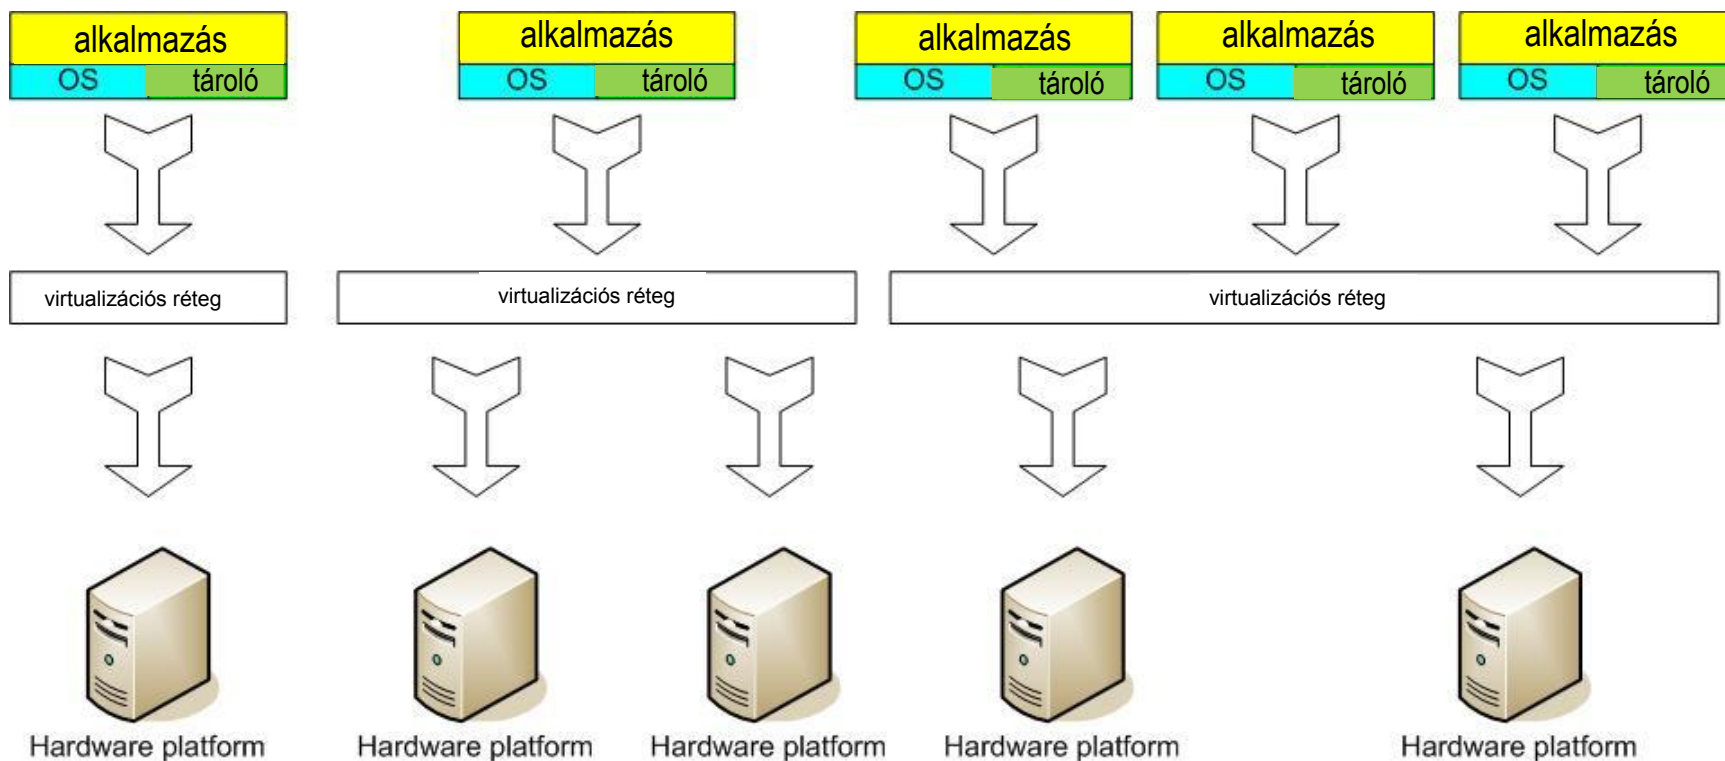 alkalmazás alkalmazás alkalmazás alkalmazás alkalmazás
OS tároló OS tároló OS tároló OS tároló OS tároló
virtualizációs réteg virtualizációs réteg virtualizációs réteg
Hardware platform Hardware platform Hardware platform Hardware platform Hardware platform